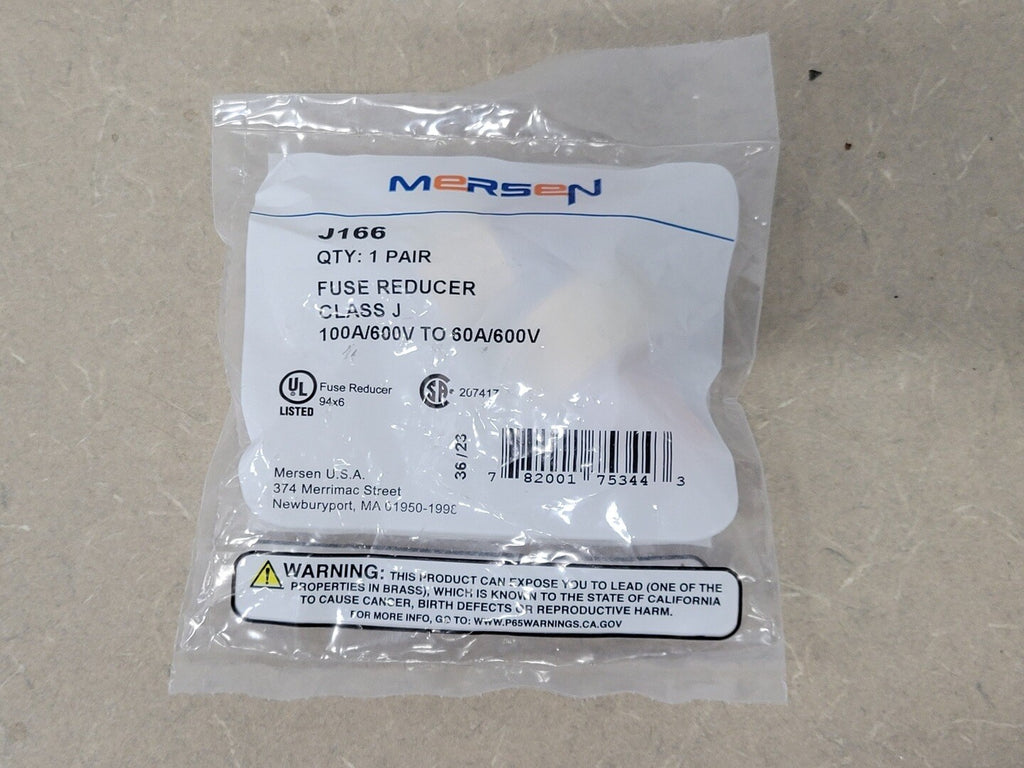 MERSEN
J166
QTY: 1 PAIR
FUSE REDUCER
CLASS J
100A/600V TO 60A/600V
UL
LISTED
Fuse Reducer
94x6
SA
207417
36/23
7 82001 75344 3
Mersen U.S.A.
374 Merrimac Street
Newburyport, MA 01950-1998
WARNING: THIS PRODUCT CAN EXPOSE YOU TO LEAD (ONE OF THE
PROPERTIES IN BRASS), WHICH IS KNOWN TO THE STATE OF CALIFORNIA
TO CAUSE CANCER, BIRTH DEFECTS OR REPRODUCTIVE HARM.
FOR MORE INFO, GO TO: WWW.P65WARNINGS.CA.GOV